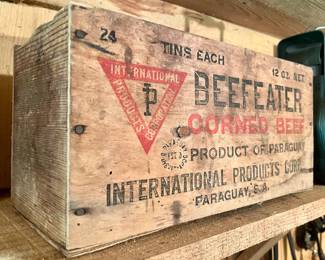 24 TINS EACH 12 OZ. NET
INTERNATIONAL
PRODUCTS
CORPORATION
IP
BEEFEATER
CORNED BEEF
PRODUCT OF PARAGUAY
INTERNATIONAL PRODUCTS CORP.
PARAGUAY, S.A.